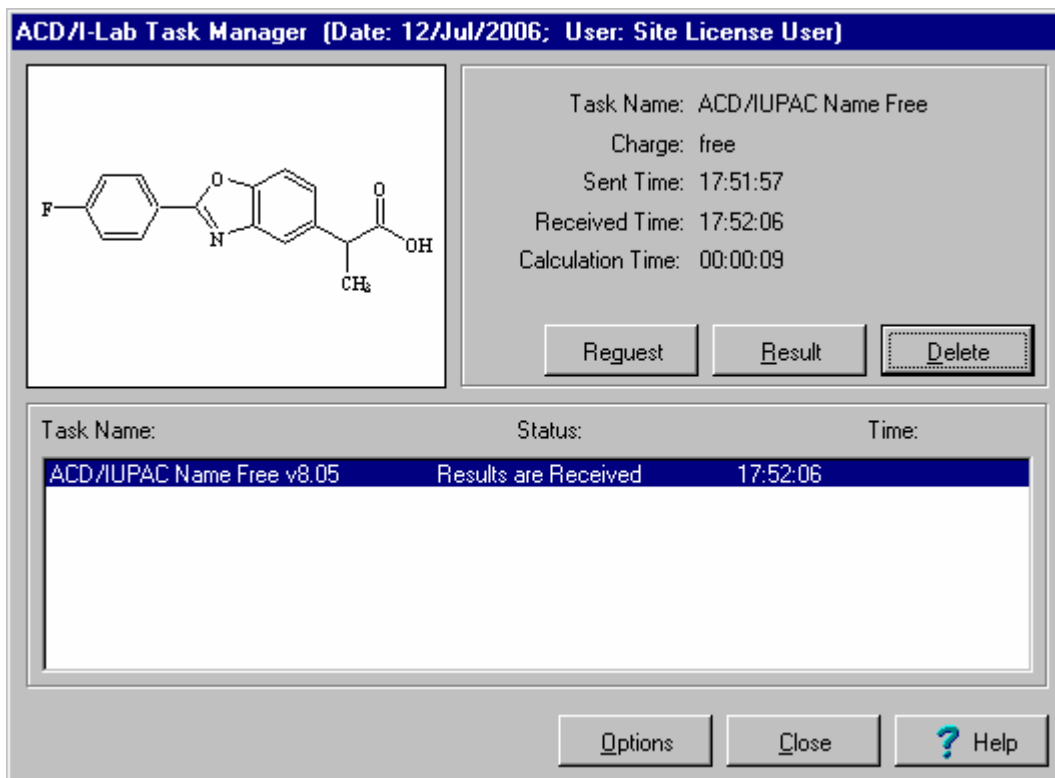 ACD/I-Lab Task Manager (Date: 12/Jul/2006; User: Site License User)
F
O
N
O
OH
CH3
Task Name: ACD/IUPAC Name Free
Charge: free
Sent Time: 17:51:57
Received Time: 17:52:06
Calculation Time: 00:00:09
Reguest Result Delete
Task Name: Status: Time:
ACD/IUPAC Name Free v8.05 Results are Received 17:52:06
Options Close ? Help